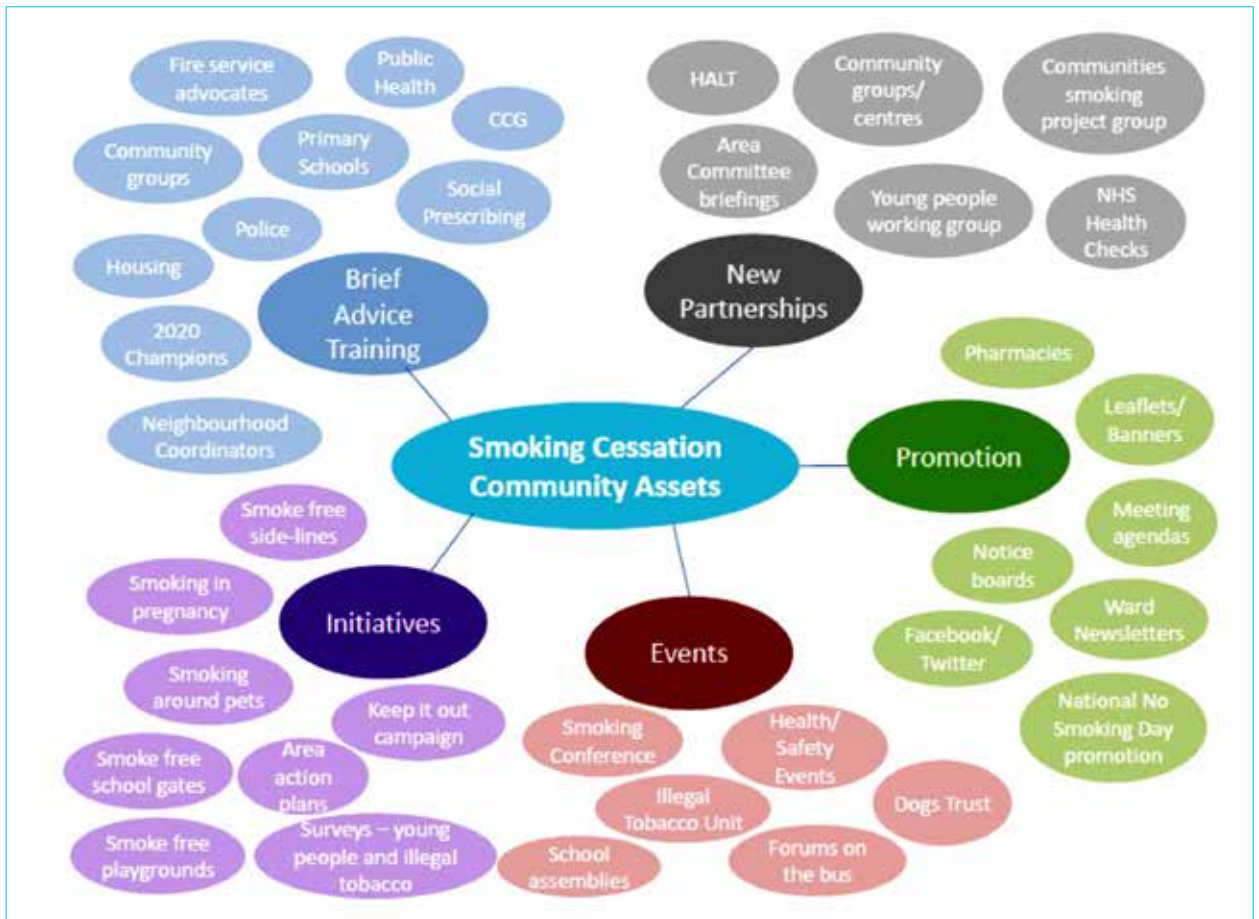 Fire service
advocates
Public
Health
CCG
Community
groups
Primary
Schools
Social
Prescribing
Police
Housing
2020
Champions
Neighbourhood
Coordinators
Brief
Advice
Training
HALT
Community
groups/
centres
Communities
smoking
project group
Area
Committee
briefings
Young people
working group
NHS
Health
Checks
New
Partnerships
Smoking Cessation
Community Assets
Pharmacies
Leaflets/
Banners
Promotion
Meeting
agendas
Notice
boards
Ward
Newsletters
Facebook/
Twitter
National No
Smoking Day
promotion
Smoke free
side-lines
Smoking in
pregnancy
Initiatives
Smoking
around pets
Keep it out
campaign
Smoke free
school gates
Area
action
plans
Smoke free
playgrounds
Surveys – young
people and illegal
tobacco
Events
Smoking
Conference
Health/
Safety
Events
Illegal
Tobacco Unit
Dogs Trust
School
assemblies
Forums on
the bus